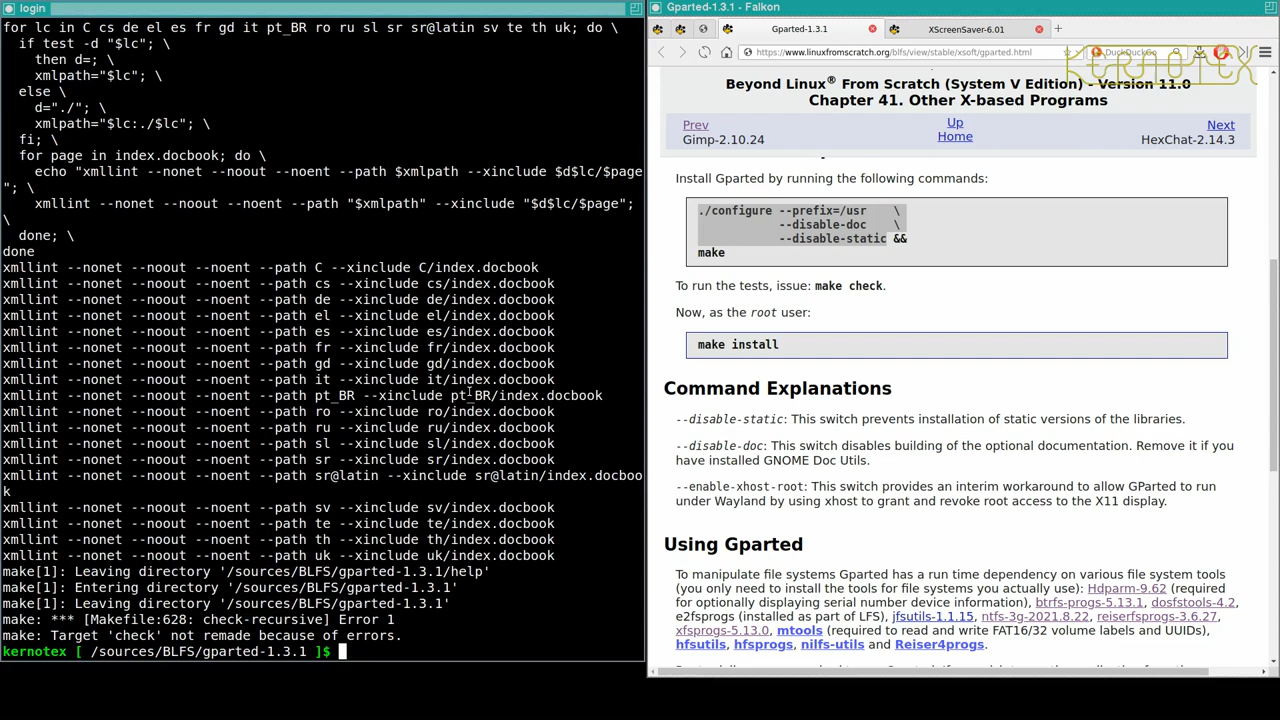 login
for lc in C cs de el es fr gd it pt_BR ro ru sl sr sr@latin sv te th uk; do \
if test -d "$lc"; \
then d=; \
xmlpath="$lc"; \
else \
d="./"; \
xmlpath="$lc:./$lc"; \
fi; \
for page in index.docbook; do \
echo "xmllint --nonet --noout --noent --path $xmlpath --xinclude $d$lc/$page
"; \
xmllint --nonet --noout --noent --path "$xmlpath" --xinclude "$d$lc/$page";
\
done; \
done
xmllint --nonet --noout --noent --path C --xinclude C/index.docbook
xmllint --nonet --noout --noent --path cs --xinclude cs/index.docbook
xmllint --nonet --noout --noent --path de --xinclude de/index.docbook
xmllint --nonet --noout --noent --path el --xinclude el/index.docbook
xmllint --nonet --noout --noent --path es --xinclude es/index.docbook
xmllint --nonet --noout --noent --path fr --xinclude fr/index.docbook
xmllint --nonet --noout --noent --path gd --xinclude gd/index.docbook
xmllint --nonet --noout --noent --path it --xinclude it/index.docbook
xmllint --nonet --noout --noent --path pt_BR --xinclude pt_BR/index.docbook
xmllint --nonet --noout --noent --path ro --xinclude ro/index.docbook
xmllint --nonet --noout --noent --path ru --xinclude ru/index.docbook
xmllint --nonet --noout --noent --path sl --xinclude sl/index.docbook
xmllint --nonet --noout --noent --path sr --xinclude sr/index.docbook
xmllint --nonet --noout --noent --path sr@latin --xinclude sr@latin/index.docboo
k
xmllint --nonet --noout --noent --path sv --xinclude sv/index.docbook
xmllint --nonet --noout --noent --path te --xinclude te/index.docbook
xmllint --nonet --noout --noent --path th --xinclude th/index.docbook
xmllint --nonet --noout --noent --path uk --xinclude uk/index.docbook
make[1]: Leaving directory '/sources/BLFS/gparted-1.3.1/help'
make[1]: Entering directory '/sources/BLFS/gparted-1.3.1'
make[1]: Leaving directory '/sources/BLFS/gparted-1.3.1'
make: *** [Makefile:628: check-recursive] Error 1
make: Target 'check' not remade because of errors.
kernotex [ /sources/BLFS/gparted-1.3.1 ]$
Gparted-1.3.1 - Falkon
Gparted-1.3.1
XScreenSaver-6.01
https://www.linuxfromscratch.org/blfs/view/stable/xsoft/gparted.html
DuckDuckGo
KERNOTEX
Beyond Linux® From Scratch (System V Edition) - Version 11.0
Chapter 41. Other X-based Programs
Prev Up Next
Gimp-2.10.24 Home HexChat-2.14.3
Install Gparted by running the following commands:
./configure --prefix=/usr \
--disable-doc \
--disable-static &&
make
To run the tests, issue: make check.
Now, as the root user:
make install
Command Explanations
--disable-static: This switch prevents installation of static versions of the libraries.
--disable-doc: This switch disables building of the optional documentation. Remove it if you
have installed GNOME Doc Utils.
--enable-xhost-root: This switch provides an interim workaround to allow GParted to run
under Wayland by using xhost to grant and revoke root access to the X11 display.
Using Gparted
To manipulate file systems Gparted has a run time dependency on various file system tools
(you only need to install the tools for file systems you actually use): Hdparm-9.62 (required
for optionally displaying serial number device information), btrfs-progs-5.13.1, dosfstools-4.2,
e2fsprogs (installed as part of LFS), jfsutils-1.1.15, ntfs-3g-2021.8.22, reiserfsprogs-3.6.27,
xfsprogs-5.13.0, mtools (required to read and write FAT16/32 volume labels and UUIDs),
hfsutils, hfsprogs, nilfs-utils and Reiser4progs.